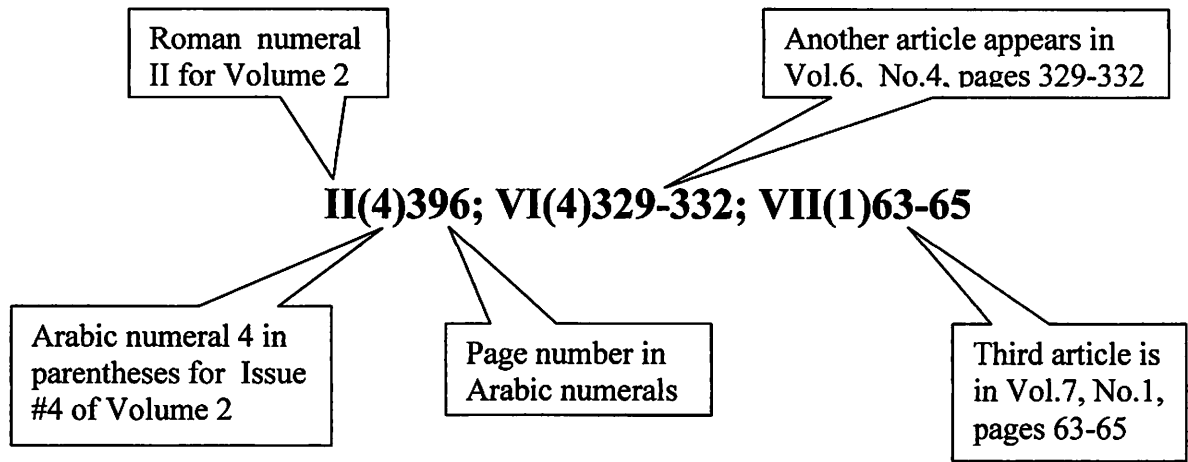 Roman numeral
II for Volume 2
Another article appears in
Vol.6, No.4, pages 329-332
II(4)396; VI(4)329-332; VII(1)63-65
Arabic numeral 4 in
parentheses for Issue
#4 of Volume 2
Page number in
Arabic numerals
Third article is
in Vol.7, No.1,
pages 63-65